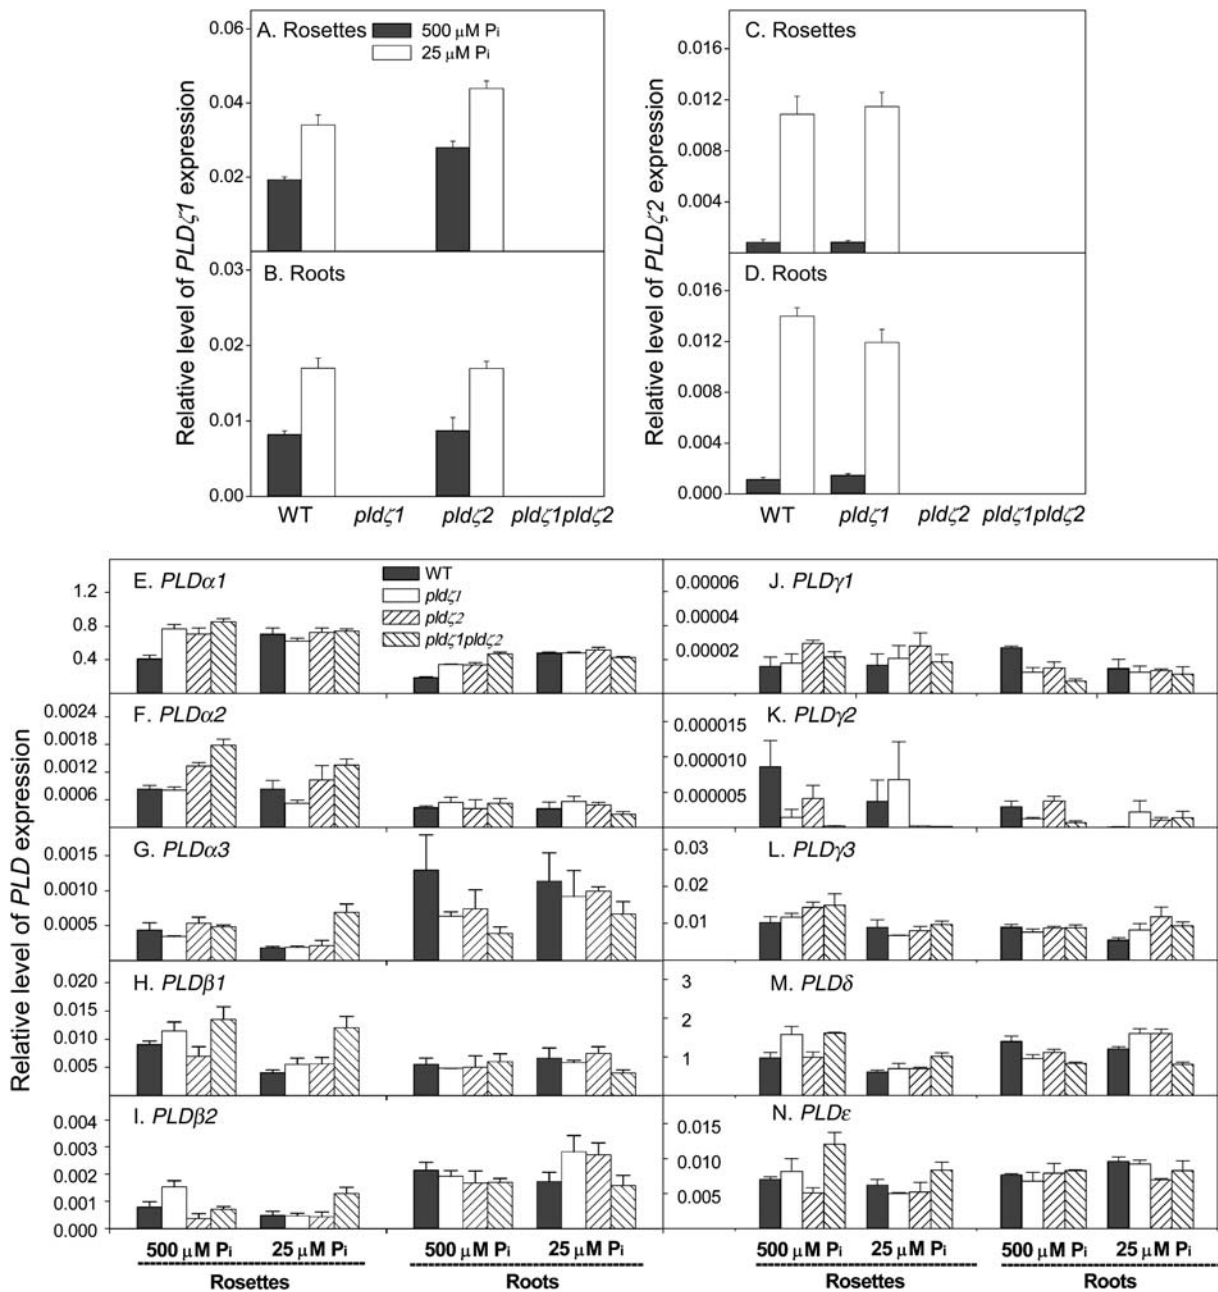 A. Rosettes
500 μM Pi
25 μM Pi
0.06
0.04
0.02
Relative level of PLDζ1 expression
B. Roots
0.03
0.02
0.01
0.00
WT pldζ1 pldζ2 pldζ1pldζ2
C. Rosettes
0.016
0.012
0.008
0.004
Relative level of PLDζ2 expression
D. Roots
0.016
0.012
0.008
0.004
0.000
WT pldζ1 pldζ2 pldζ1pldζ2
Relative level of PLD expression
E. PLDα1
WT
pldζ1
pldζ2
pldζ1pldζ2
1.2
0.8
0.4
F. PLDα2
0.0024
0.0018
0.0012
0.0006
G. PLDα3
0.0015
0.0010
0.0005
H. PLDβ1
0.020
0.015
0.010
0.005
I. PLDβ2
0.004
0.003
0.002
0.001
0.000
500 μM Pi 25 μM Pi 500 μM Pi 25 μM Pi
Rosettes Roots
J. PLDγ1
0.00006
0.00004
0.00002
K. PLDγ2
0.000015
0.000010
0.000005
L. PLDγ3
0.03
0.02
0.01
M. PLDδ
3
2
1
N. PLDε
0.015
0.010
0.005
500 μM Pi 25 μM Pi 500 μM Pi 25 μM Pi
Rosettes Roots